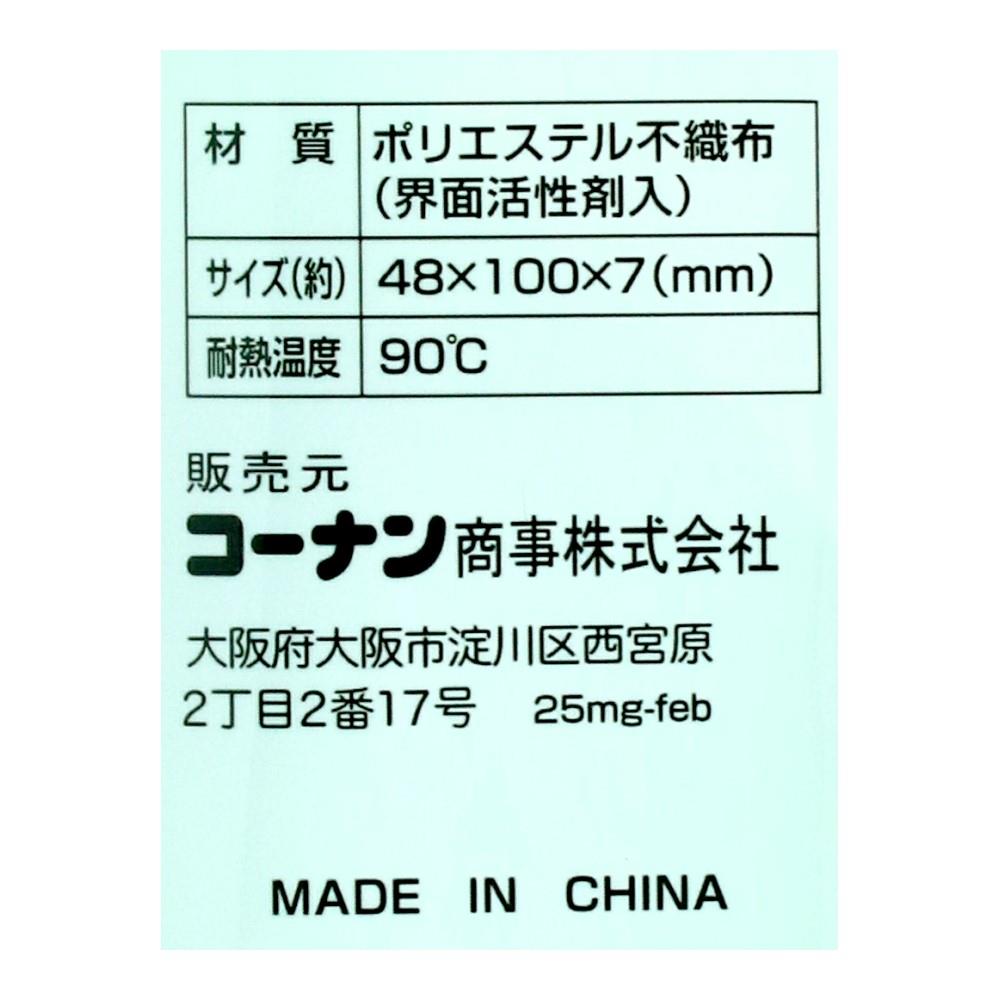 材　質 ポリエステル不織布
(界面活性剤入)
サイズ(約) 48×100×7(mm)
耐熱温度 90℃
販売元
コーナン商事株式会社
大阪府大阪市淀川区西宮原
2丁目2番17号 25mg-feb
MADE IN CHINA